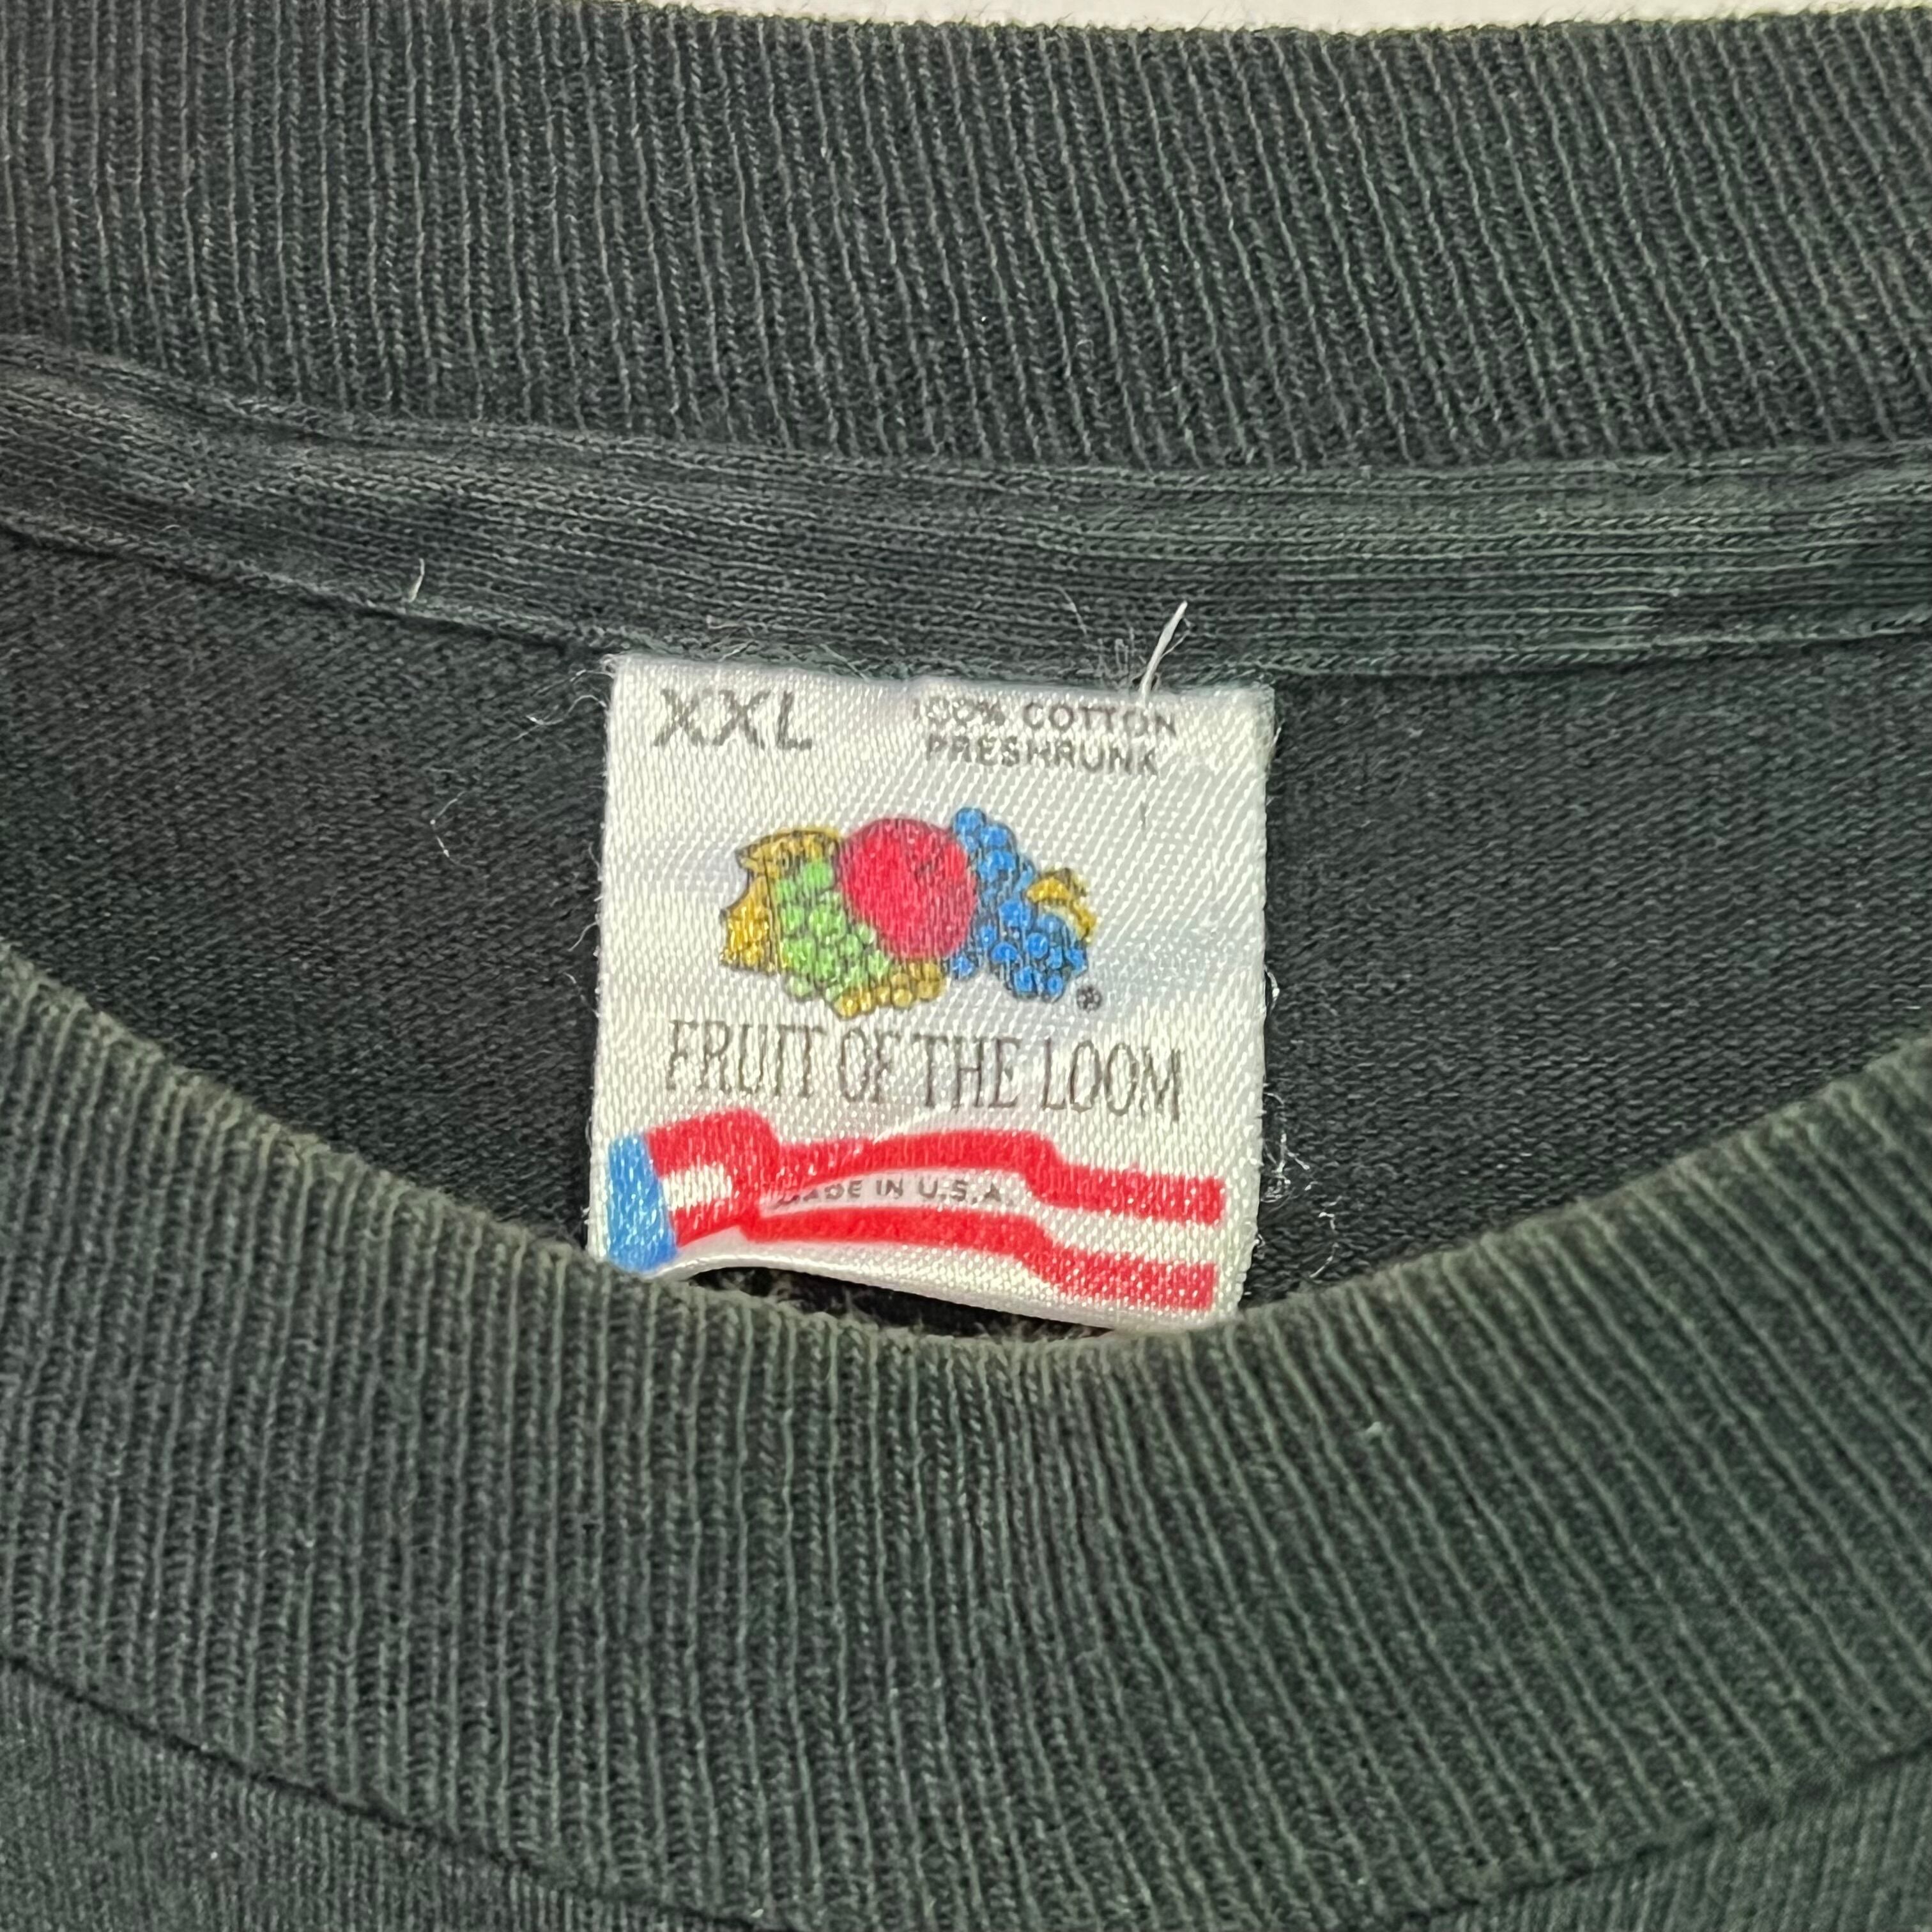 XXL
100% COTTON
PRESHRUNK
®
FRUIT OF THE LOOM
MADE IN U.S.A.